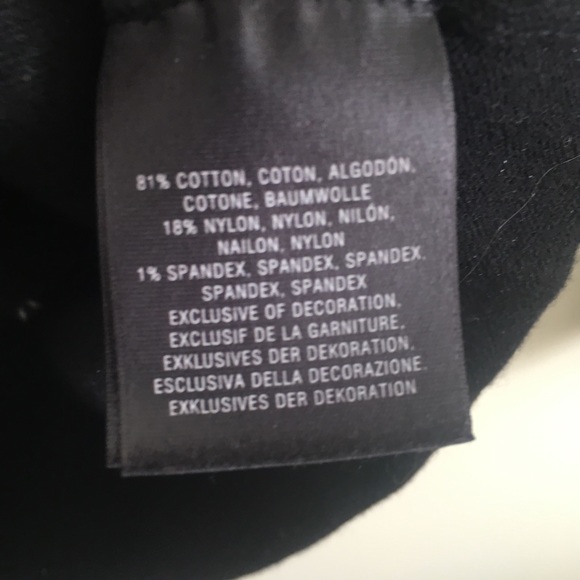 81% COTTON, COTON, ALGODÓN,
COTONE, BAUMWOLLE
18% NYLON, NYLON, NILÓN,
NAILON, NYLON
1% SPANDEX, SPANDEX, SPANDEX.
SPANDEX, SPANDEX
EXCLUSIVE OF DECORATION,
EXCLUSIF DE LA GARNITURE,
EXKLUSIVES DER DEKORATION,
ESCLUSIVA DELLA DECORAZIONE.
EXKLUSIVES DER DEKORATION